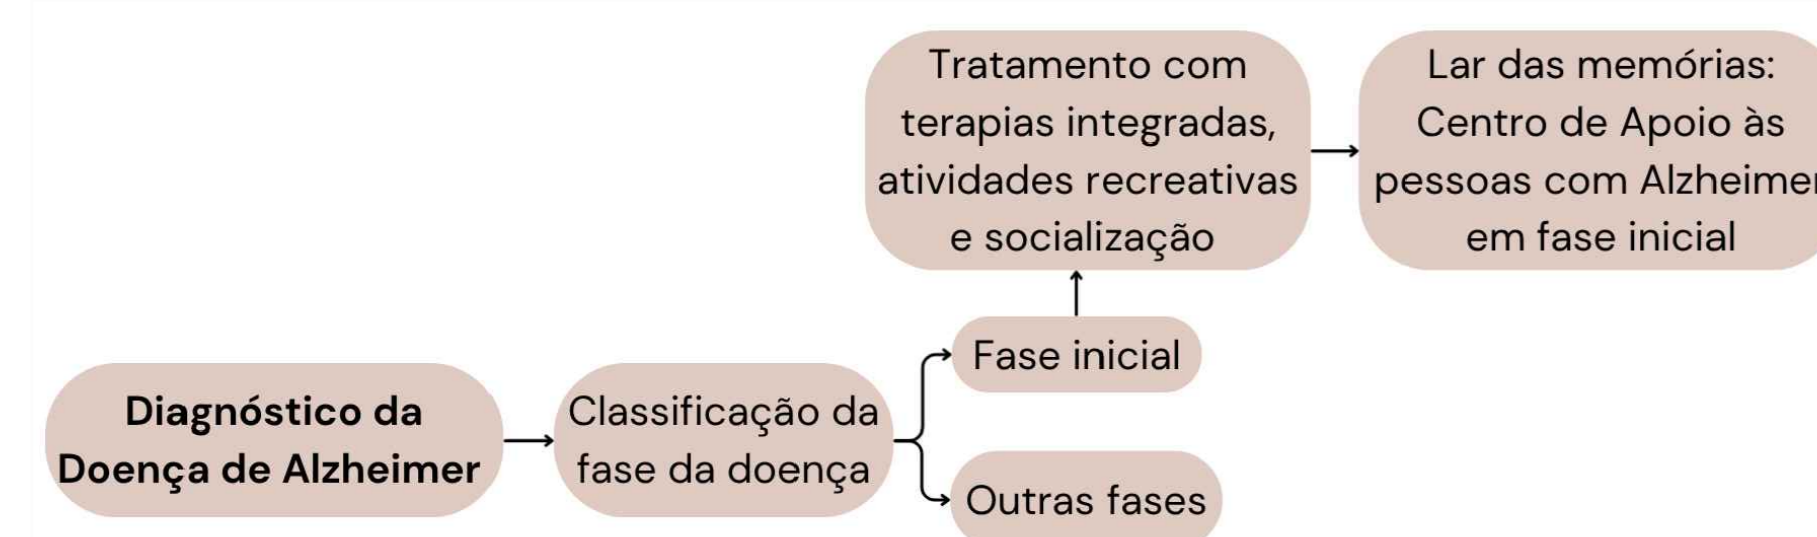 Tratamento com
terapias integradas,
atividades recreativas
e socialização
Lar das memórias:
Centro de Apoio às
pessoas com Alzheimer
em fase inicial
Fase inicial
Diagnóstico da
Doença de Alzheimer
Classificação da
fase da doença
Outras fases